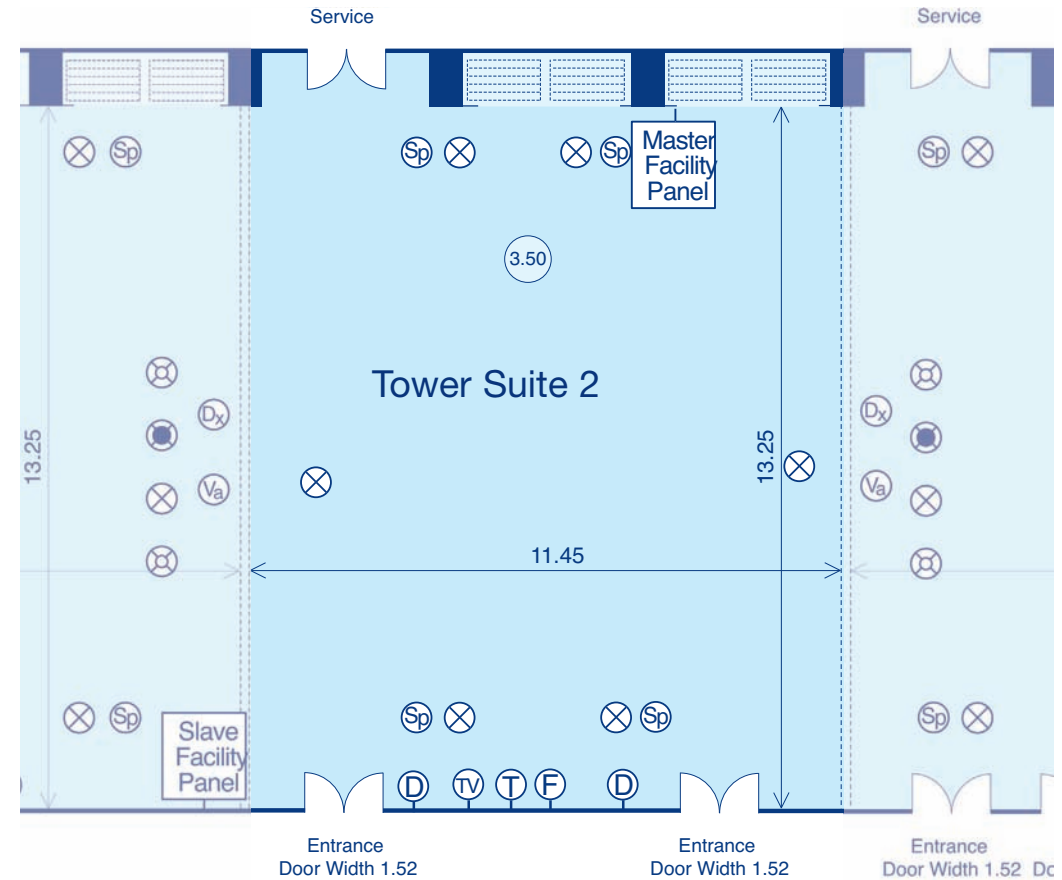 Service
Service
Sp
Sp
Sp
Sp
Master
Facility
Panel
3.50
Tower Suite 2
Dx
Dx
13.25
13.25
Va
Va
11.45
Sp
Sp
Sp
Sp
Slave
Facility
Panel
D
TV
T
F
D
Entrance
Door Width 1.52
Entrance
Door Width 1.52
Entrance
Door Width 1.52
Do